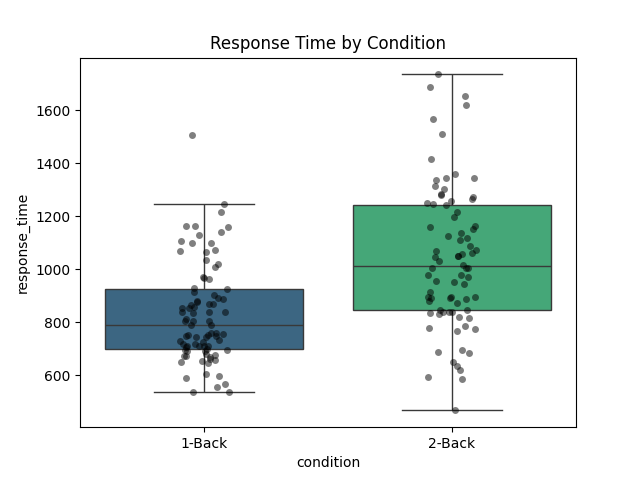 Response Time by Condition
response_time
1600
1400
1200
1000
800
600
1-Back
2-Back
condition